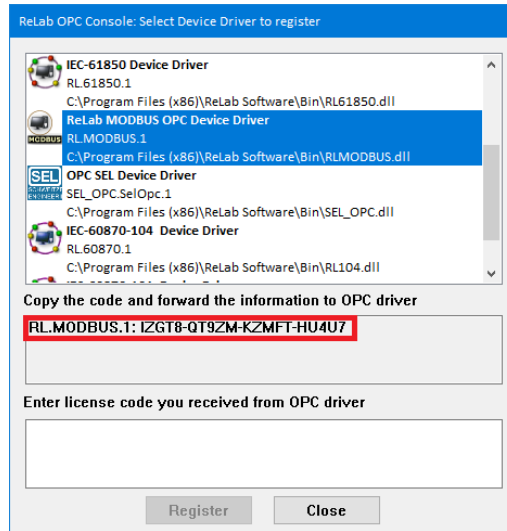 ReLab OPC Console: Select Device Driver to register
IEC-61850 Device Driver
RL.61850.1
C:\Program Files (x86)\ReLab Software\Bin\RL61850.dll
ReLab MODBUS OPC Device Driver
MODBUS RL.MODBUS.1
C:\Program Files (x86)\ReLab Software\Bin\RLMODBUS.dll
SEL OPC SEL Device Driver
SEL_OPC.SelOpc.1
C:\Program Files (x86)\ReLab Software\Bin\SEL_OPC.dll
IEC-60870-104 Device Driver
RL.60870.1
C:\Program Files (x86)\ReLab Software\Bin\RL104.dll
Copy the code and forward the information to OPC driver
RL.MODBUS.1: IZGT8-QT9ZM-KZMFT-HU4U7
Enter license code you received from OPC driver
Register Close